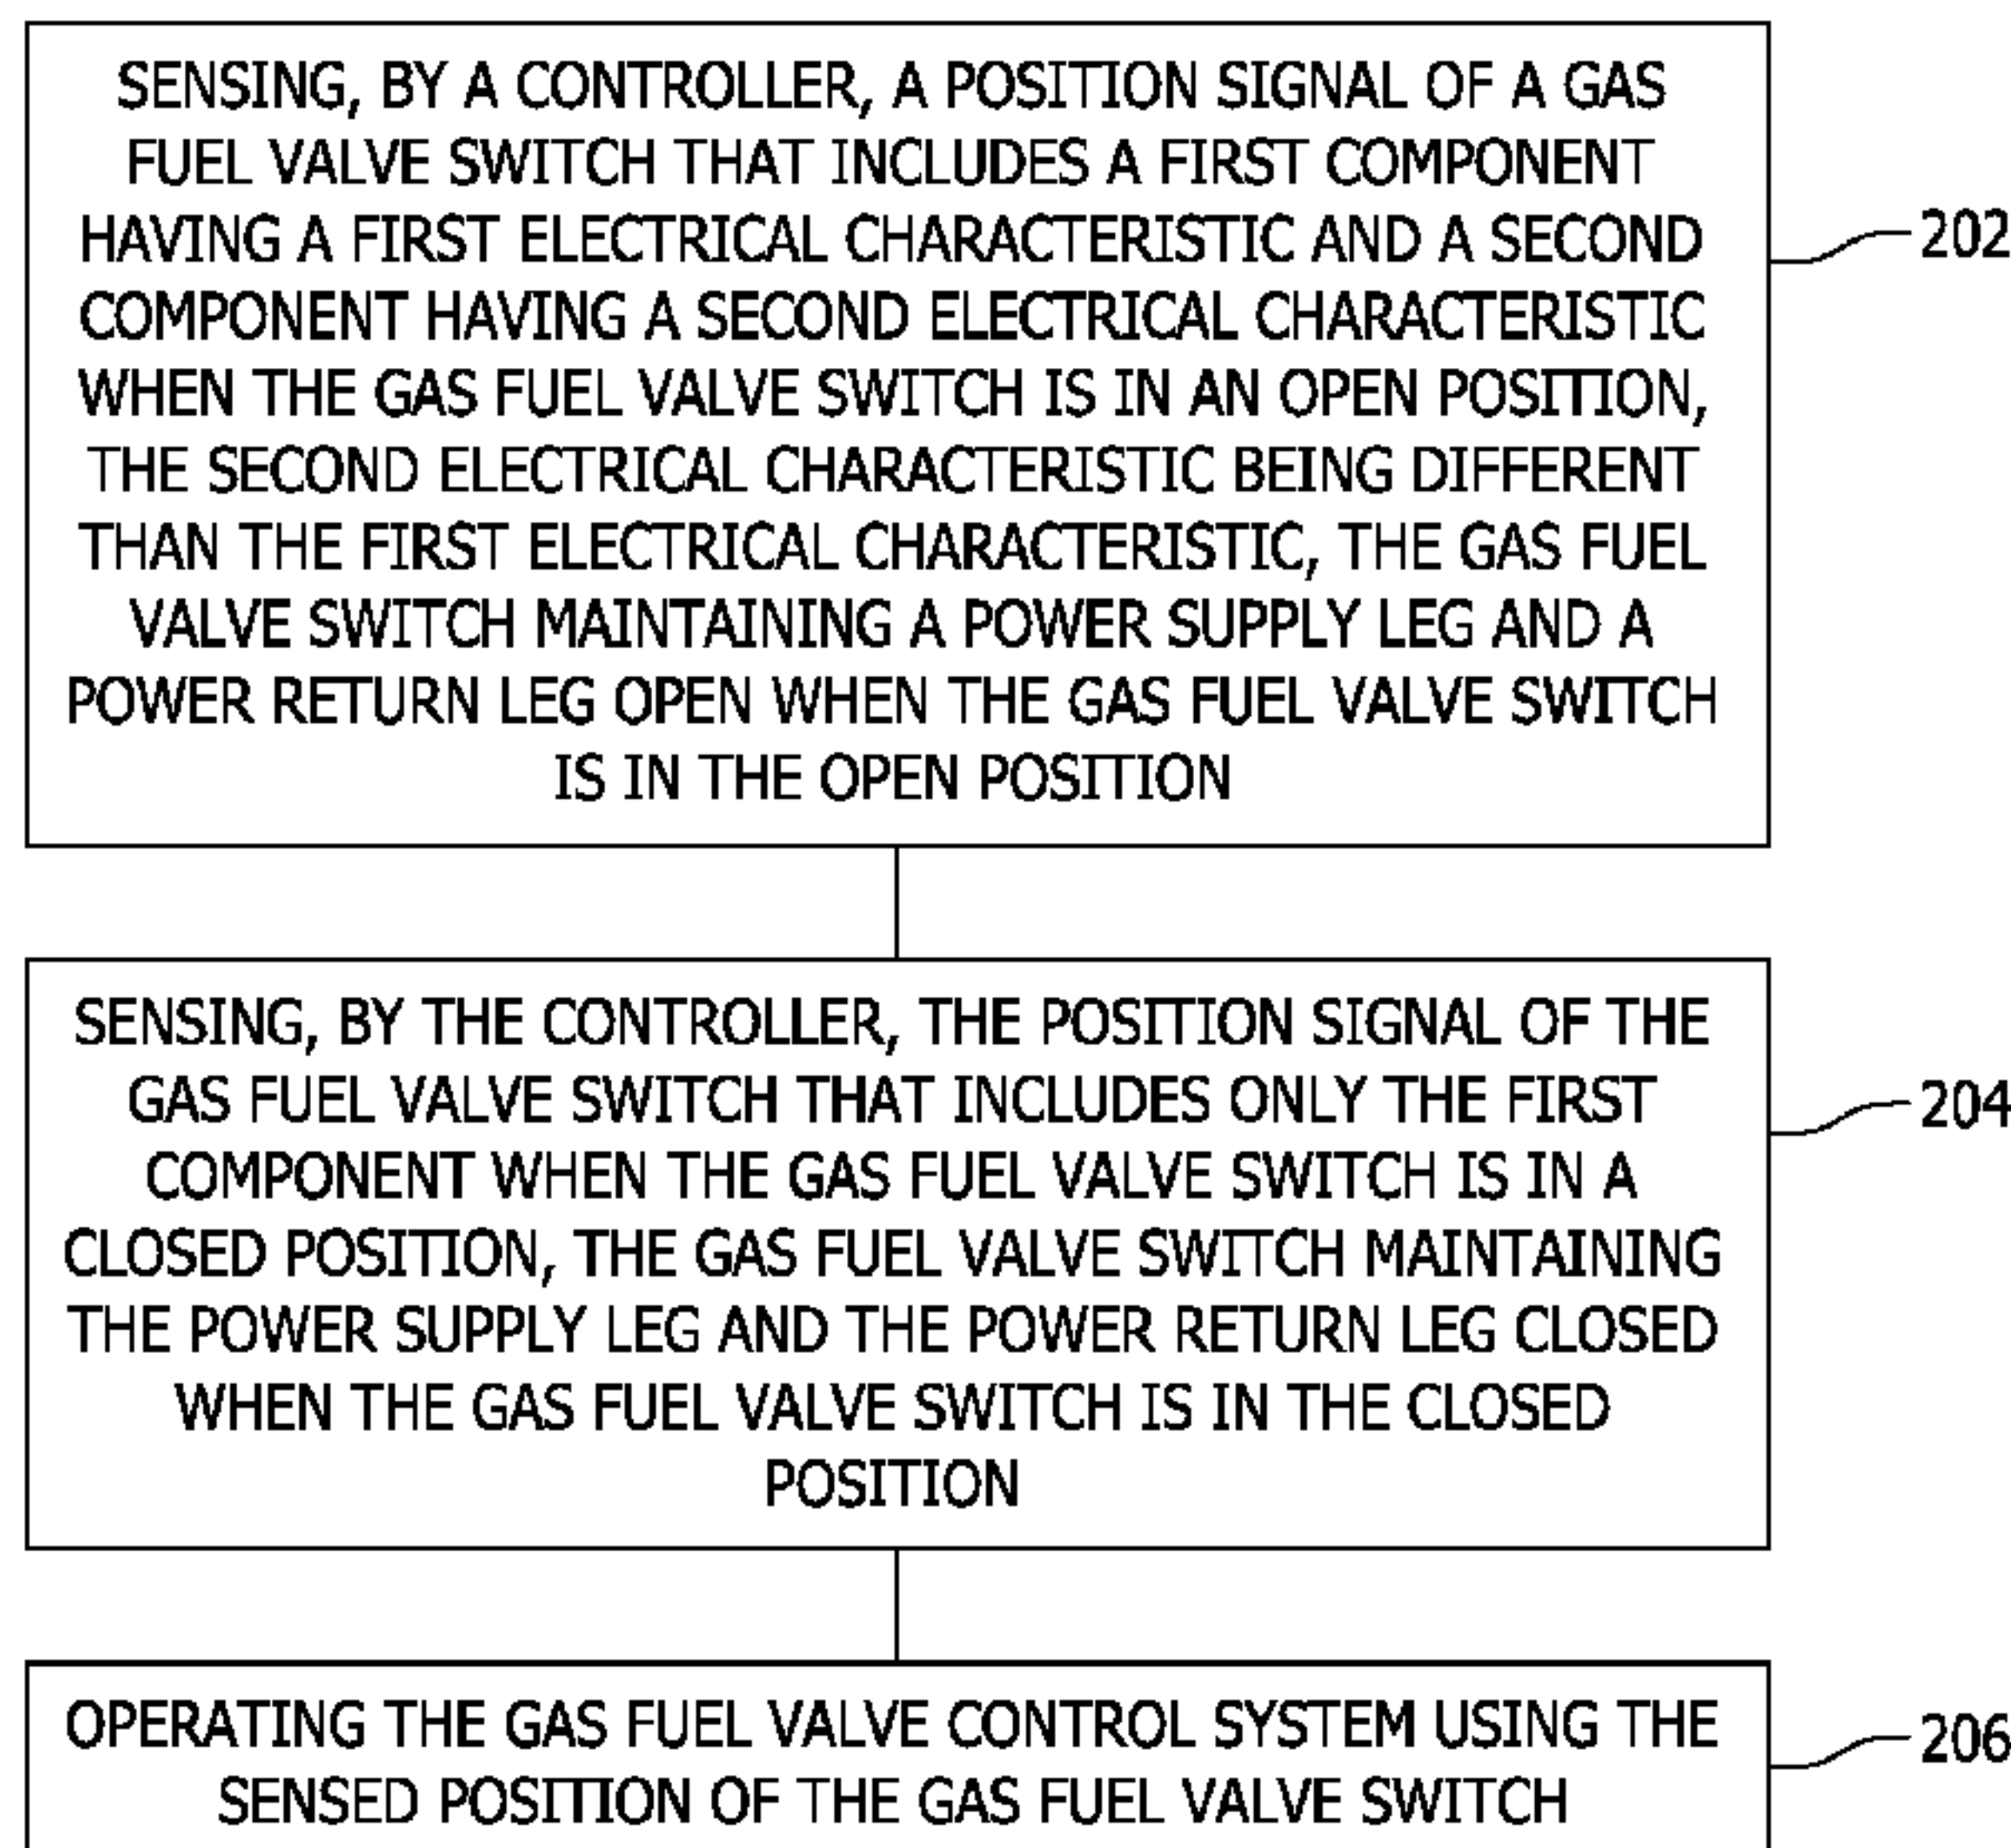 SENSING, BY A CONTROLLER, A POSITION SIGNAL OF A GAS
FUEL VALVE SWITCH THAT INCLUDES A FIRST COMPONENT
HAVING A FIRST ELECTRICAL CHARACTERISTIC AND A SECOND
COMPONENT HAVING A SECOND ELECTRICAL CHARACTERISTIC
WHEN THE GAS FUEL VALVE SWITCH IS IN AN OPEN POSITION,
THE SECOND ELECTRICAL CHARACTERISTIC BEING DIFFERENT
THAN THE FIRST ELECTRICAL CHARACTERISTIC, THE GAS FUEL
VALVE SWITCH MAINTAINING A POWER SUPPLY LEG AND A
POWER RETURN LEG OPEN WHEN THE GAS FUEL VALVE SWITCH
IS IN THE OPEN POSITION
202
SENSING, BY THE CONTROLLER, THE POSITION SIGNAL OF THE
GAS FUEL VALVE SWITCH THAT INCLUDES ONLY THE FIRST
COMPONENT WHEN THE GAS FUEL VALVE SWITCH IS IN A
CLOSED POSITION, THE GAS FUEL VALVE SWITCH MAINTAINING
THE POWER SUPPLY LEG AND THE POWER RETURN LEG CLOSED
WHEN THE GAS FUEL VALVE SWITCH IS IN THE CLOSED
POSITION
204
OPERATING THE GAS FUEL VALVE CONTROL SYSTEM USING THE
SENSED POSITION OF THE GAS FUEL VALVE SWITCH
206